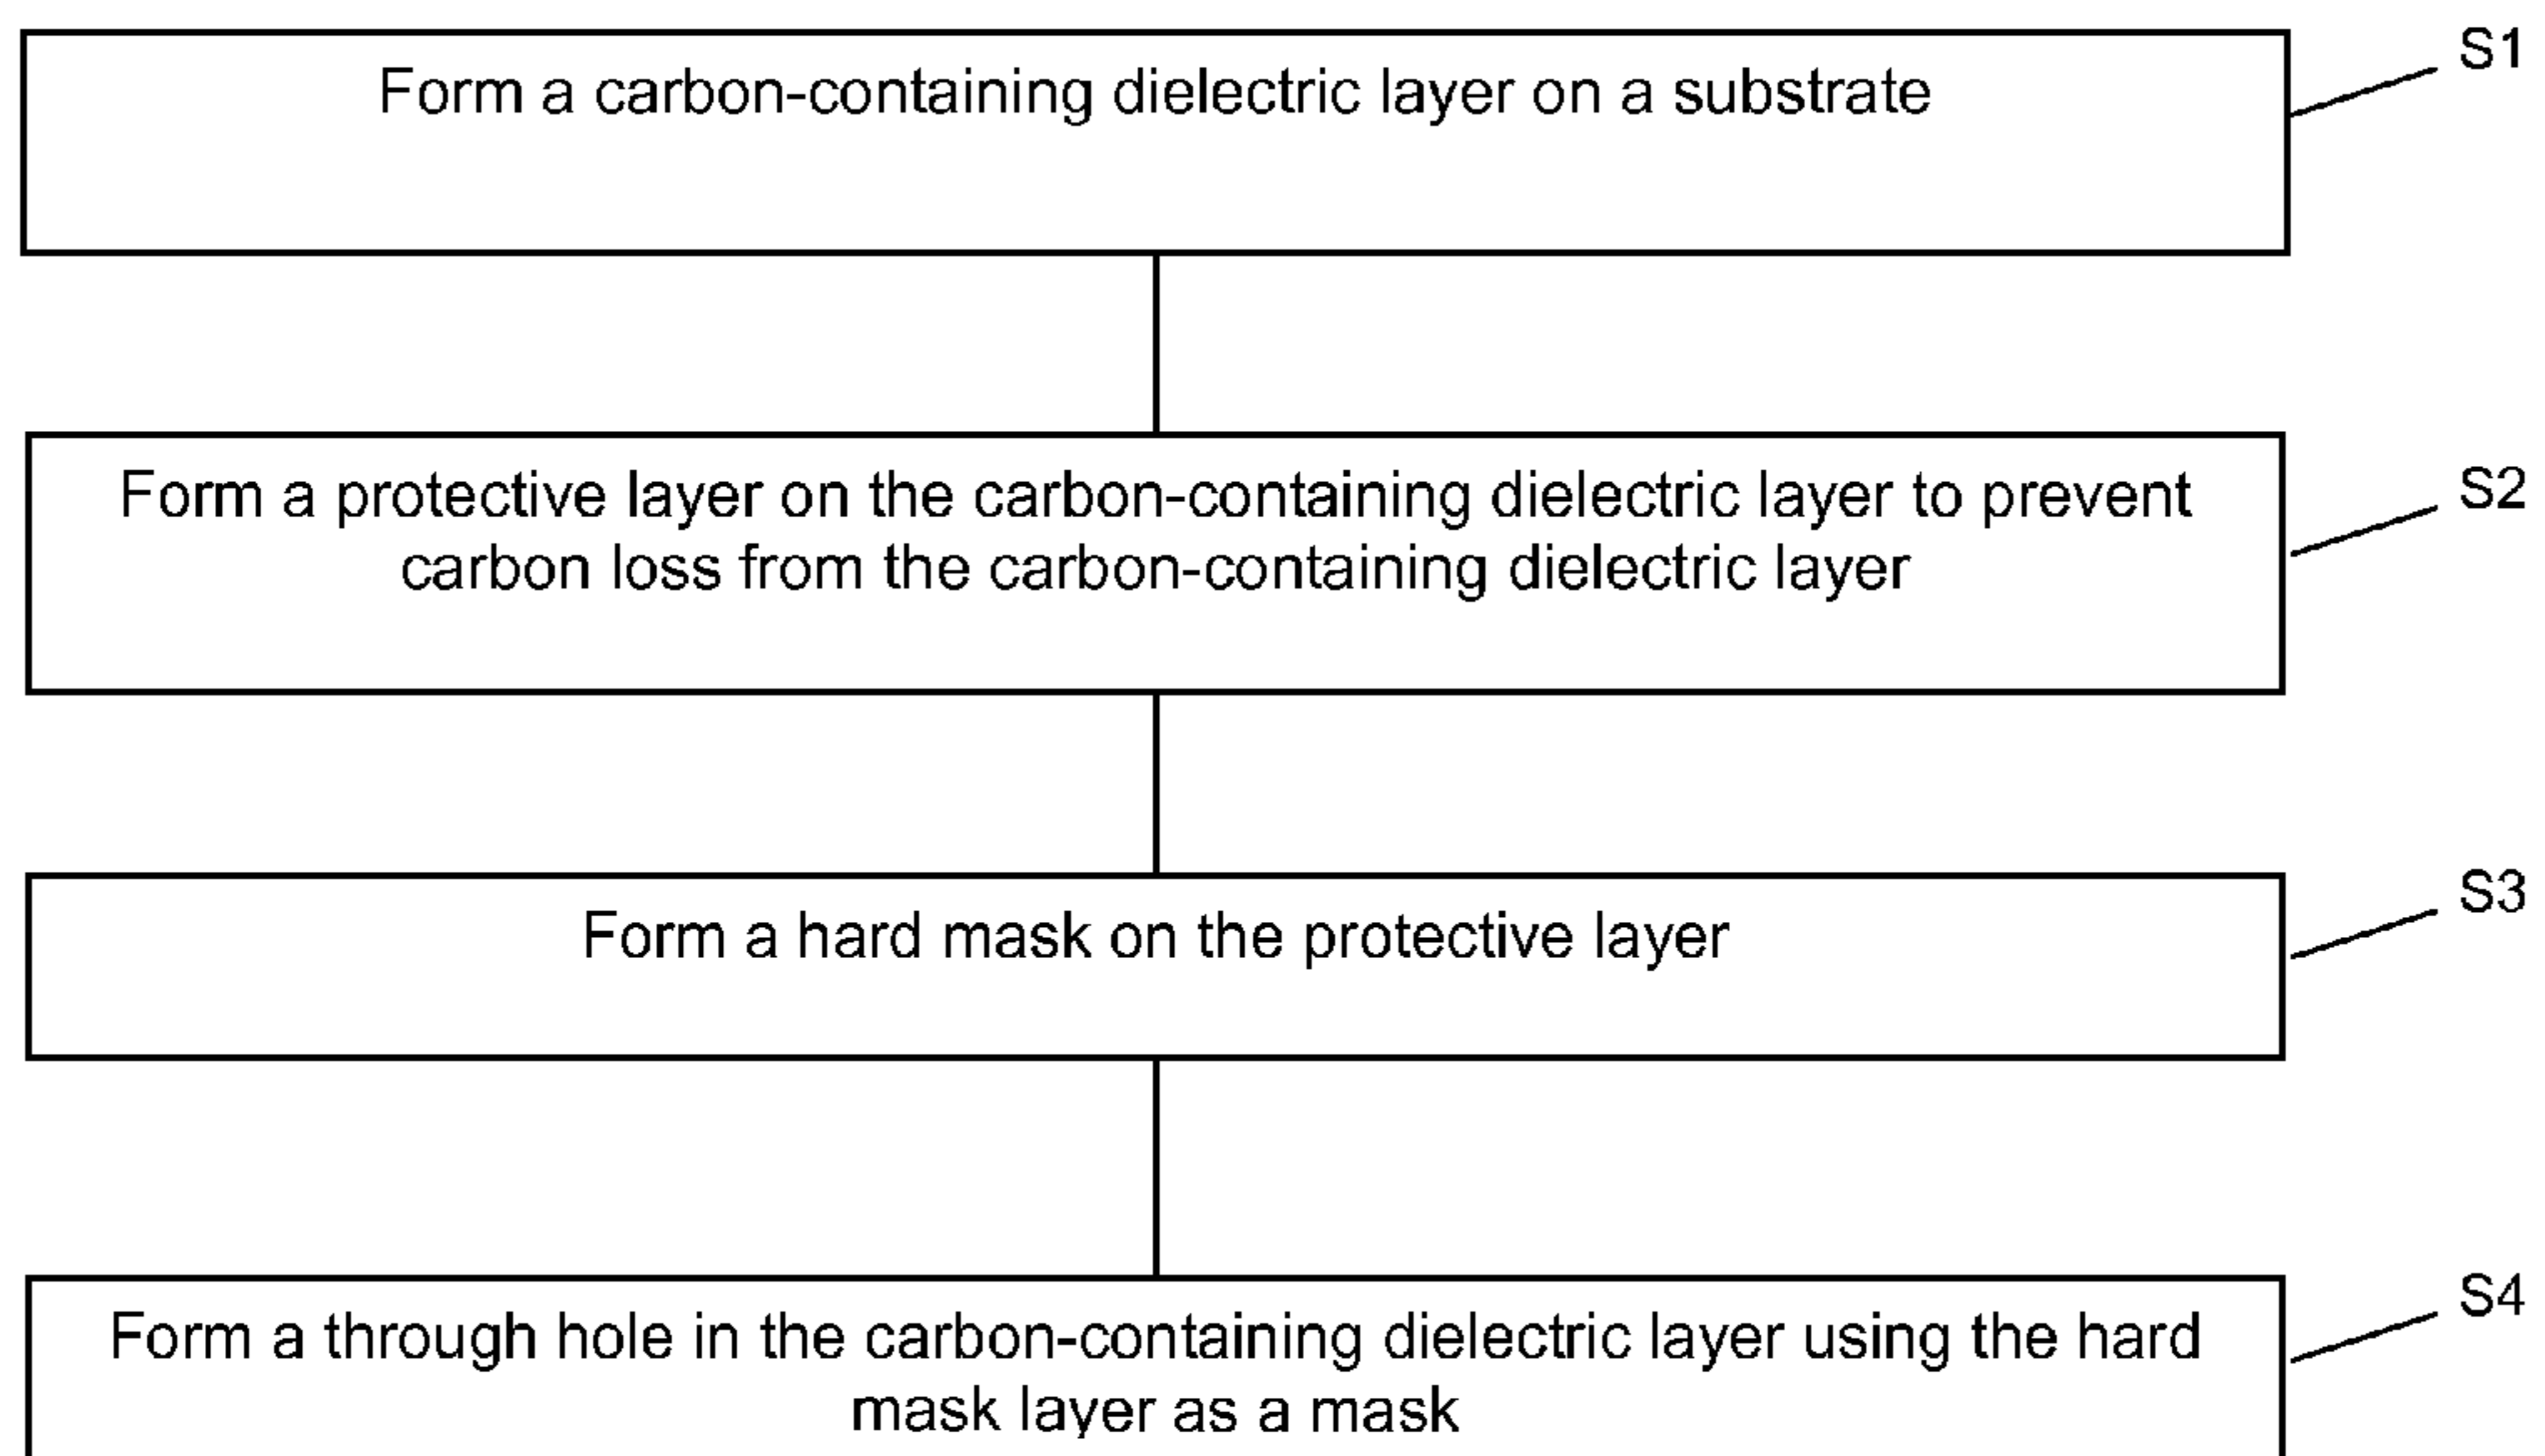 Form a carbon-containing dielectric layer on a substrate
S1
Form a protective layer on the carbon-containing dielectric layer to prevent
carbon loss from the carbon-containing dielectric layer
S2
Form a hard mask on the protective layer
S3
Form a through hole in the carbon-containing dielectric layer using the hard
mask layer as a mask
S4